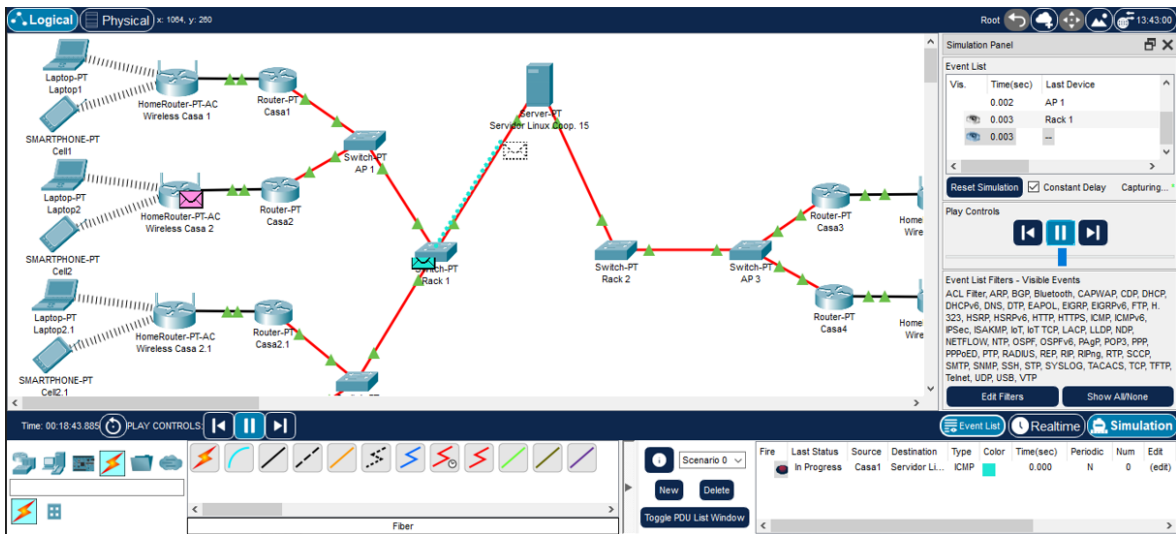 Logical Physical x: 1064, y: 260 Root 13:43:00
Laptop-PT
Laptop1
SMARTPHONE-PT
Cell1
HomeRouter-PT-AC
Wireless Casa 1
Router-PT
Casa1
Laptop-PT
Laptop2
SMARTPHONE-PT
Cell2
HomeRouter-PT-AC
Wireless Casa 2
Router-PT
Casa2
Laptop-PT
Laptop2.1
SMARTPHONE-PT
Cell2.1
HomeRouter-PT-AC
Wireless Casa 2.1
Router-PT
Casa2.1
Switch-PT
AP 1
Switch-PT
Rack 1
Server-PT
Servidor Linux Coop. 15
Switch-PT
Rack 2
Switch-PT
AP 3
Router-PT
Casa3
Router-PT
Casa4
Home
Wire
Home
Wire
Simulation Panel
Event List
Vis. Time(sec) Last Device
0.002 AP 1
0.003 Rack 1
0.003 --
Reset Simulation Constant Delay Capturing...
Play Controls
Event List Filters - Visible Events
ACL Filter, ARP, BGP, Bluetooth, CAPWAP, CDP, DHCP,
DHCPv6, DNS, DTP, EAPOL, EIGRP, EIGRPv6, FTP, H.
323, HSRP, HSRPv6, HTTP, HTTPS, ICMP, ICMPv6,
IPSec, ISAKMP, IoT, IoT TCP, LACP, LLDP, NDP,
NETFLOW, NTP, OSPF, OSPFv6, PAgP, POP3, PPP,
PPPoED, PTP, RADIUS, REP, RIP, RIPng, RTP, SCCP,
SMTP, SNMP, SSH, STP, SYSLOG, TACACS, TCP, TFTP,
Telnet, UDP, USB, VTP
Edit Filters Show All/None
Time: 00:18:43.885 PLAY CONTROLS: Event List Realtime Simulation
Fiber
Scenario 0
New Delete
Toggle PDU List Window
Fire Last Status Source Destination Type Color Time(sec) Periodic Num Edit
In Progress Casa1 Servidor Li... ICMP 0.000 N 0 (edit)